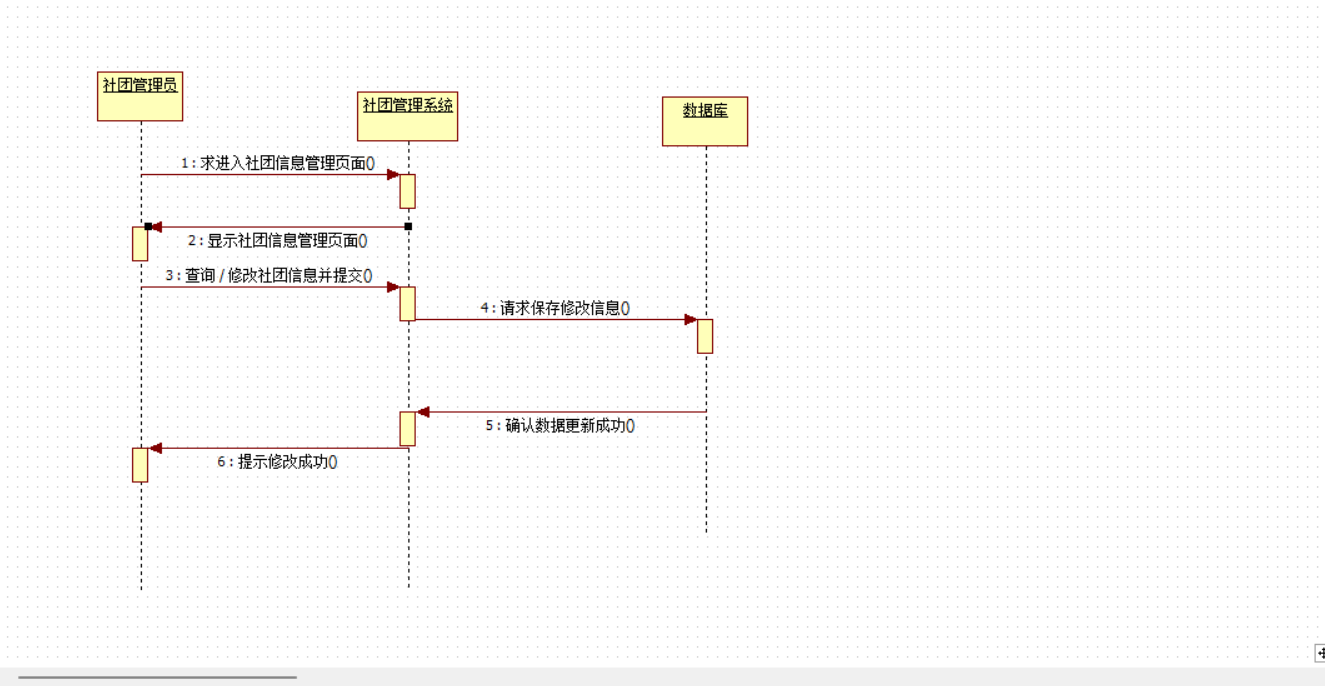 社团管理员
社团管理系统
数据库
1 : 求进入社团信息管理页面()
2 : 显示社团信息管理页面()
3 : 查询 / 修改社团信息并提交()
4 : 请求保存修改信息()
5 : 确认数据更新成功()
6 : 提示修改成功()